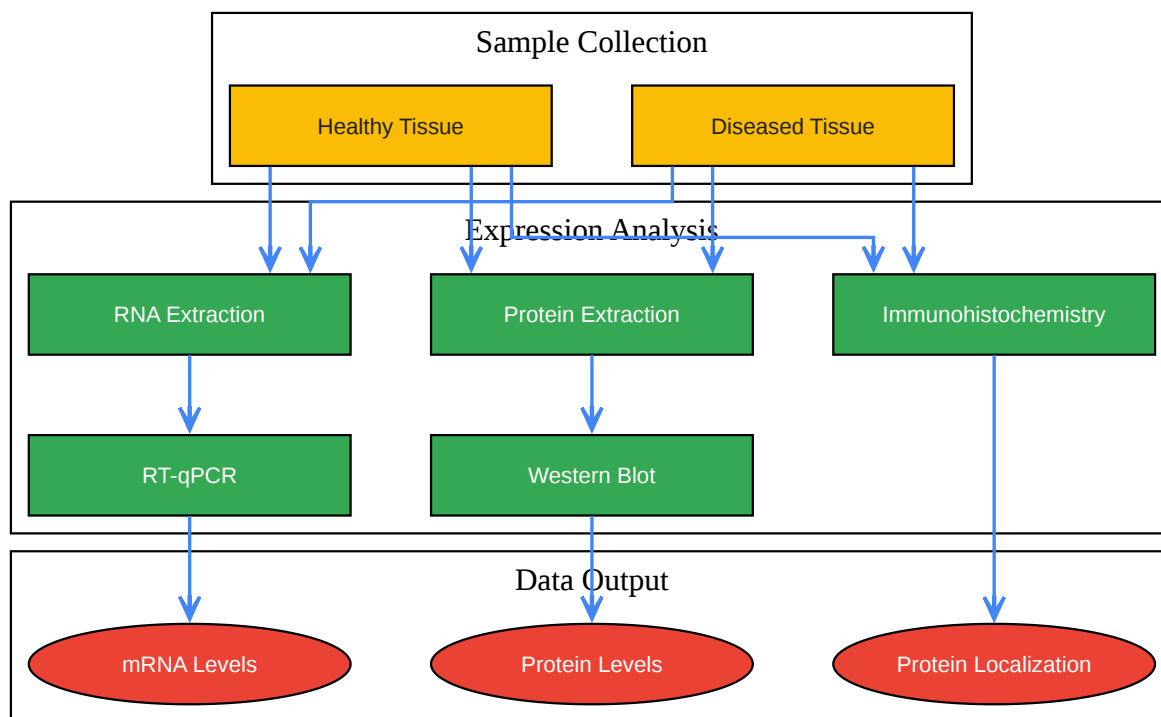 Sample Collection
Healthy Tissue
Diseased Tissue
Expression Analysis
RNA Extraction
Protein Extraction
Immunohistochemistry
RT-qPCR
Western Blot
Data Output
mRNA Levels
Protein Levels
Protein Localization